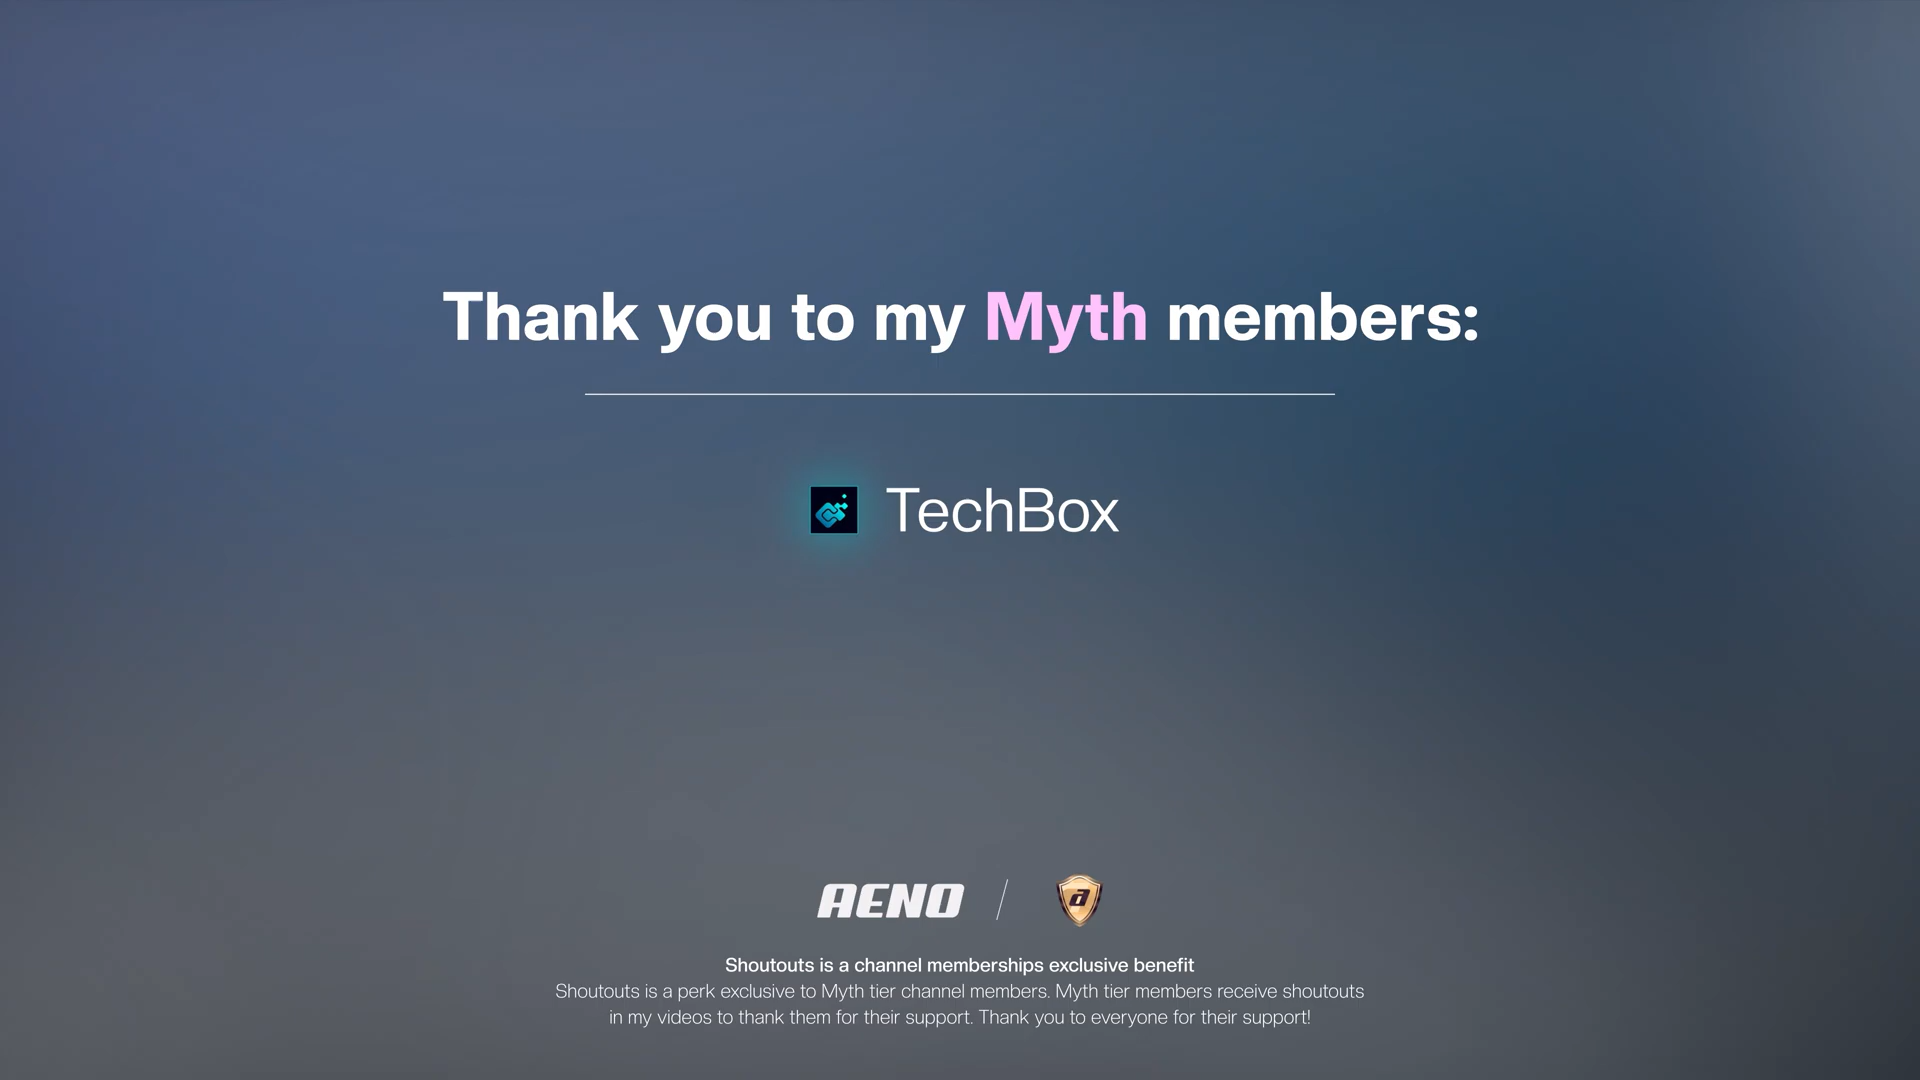 Thank you to my Myth members:
TechBox
AENO
a
Shoutouts is a channel memberships exclusive benefit
Shoutouts is a perk exclusive to Myth tier channel members. Myth tier members receive shoutouts
in my videos to thank them for their support. Thank you to everyone for their support!